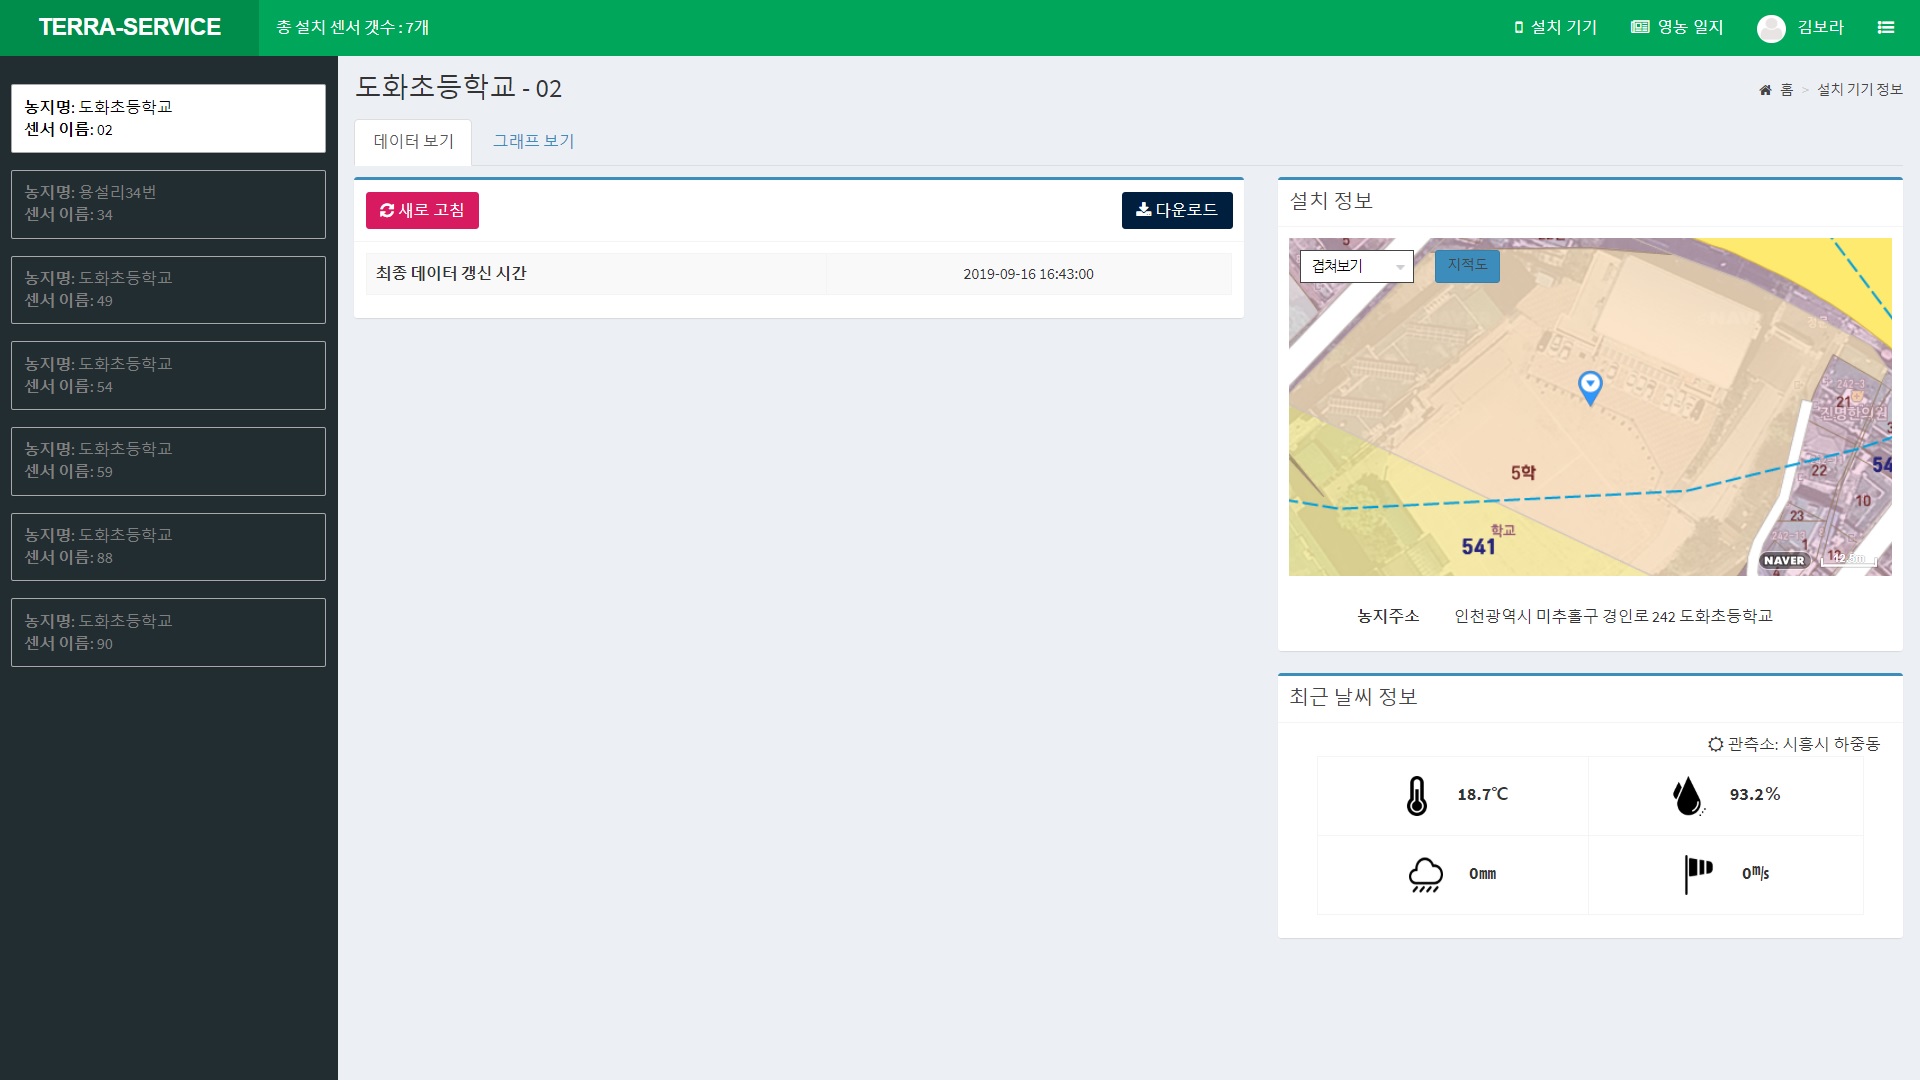 TERRA-SERVICE
총 설치 센서 갯수 : 7개
설치 기기
영농 일지
김보라
농지명: 도화초등학교
센서 이름: 02
농지명: 용설리34번
센서 이름: 34
농지명: 도화초등학교
센서 이름: 49
농지명: 도화초등학교
센서 이름: 54
농지명: 도화초등학교
센서 이름: 59
농지명: 도화초등학교
센서 이름: 88
농지명: 도화초등학교
센서 이름: 90
도화초등학교 - 02
홈 > 설치 기기 정보
데이터 보기
그래프 보기
새로 고침
다운로드
최종 데이터 갱신 시간
2019-09-16 16:43:00
설치 정보
겹쳐보기
지적도
242-3
21
진명한의원
5학
22
54
학교
541
10
23
NAVER
12.5m
농지주소 인천광역시 미추홀구 경인로 242 도화초등학교
최근 날씨 정보
관측소: 시흥시 하중동
18.7℃
93.2%
0mm
0m/s